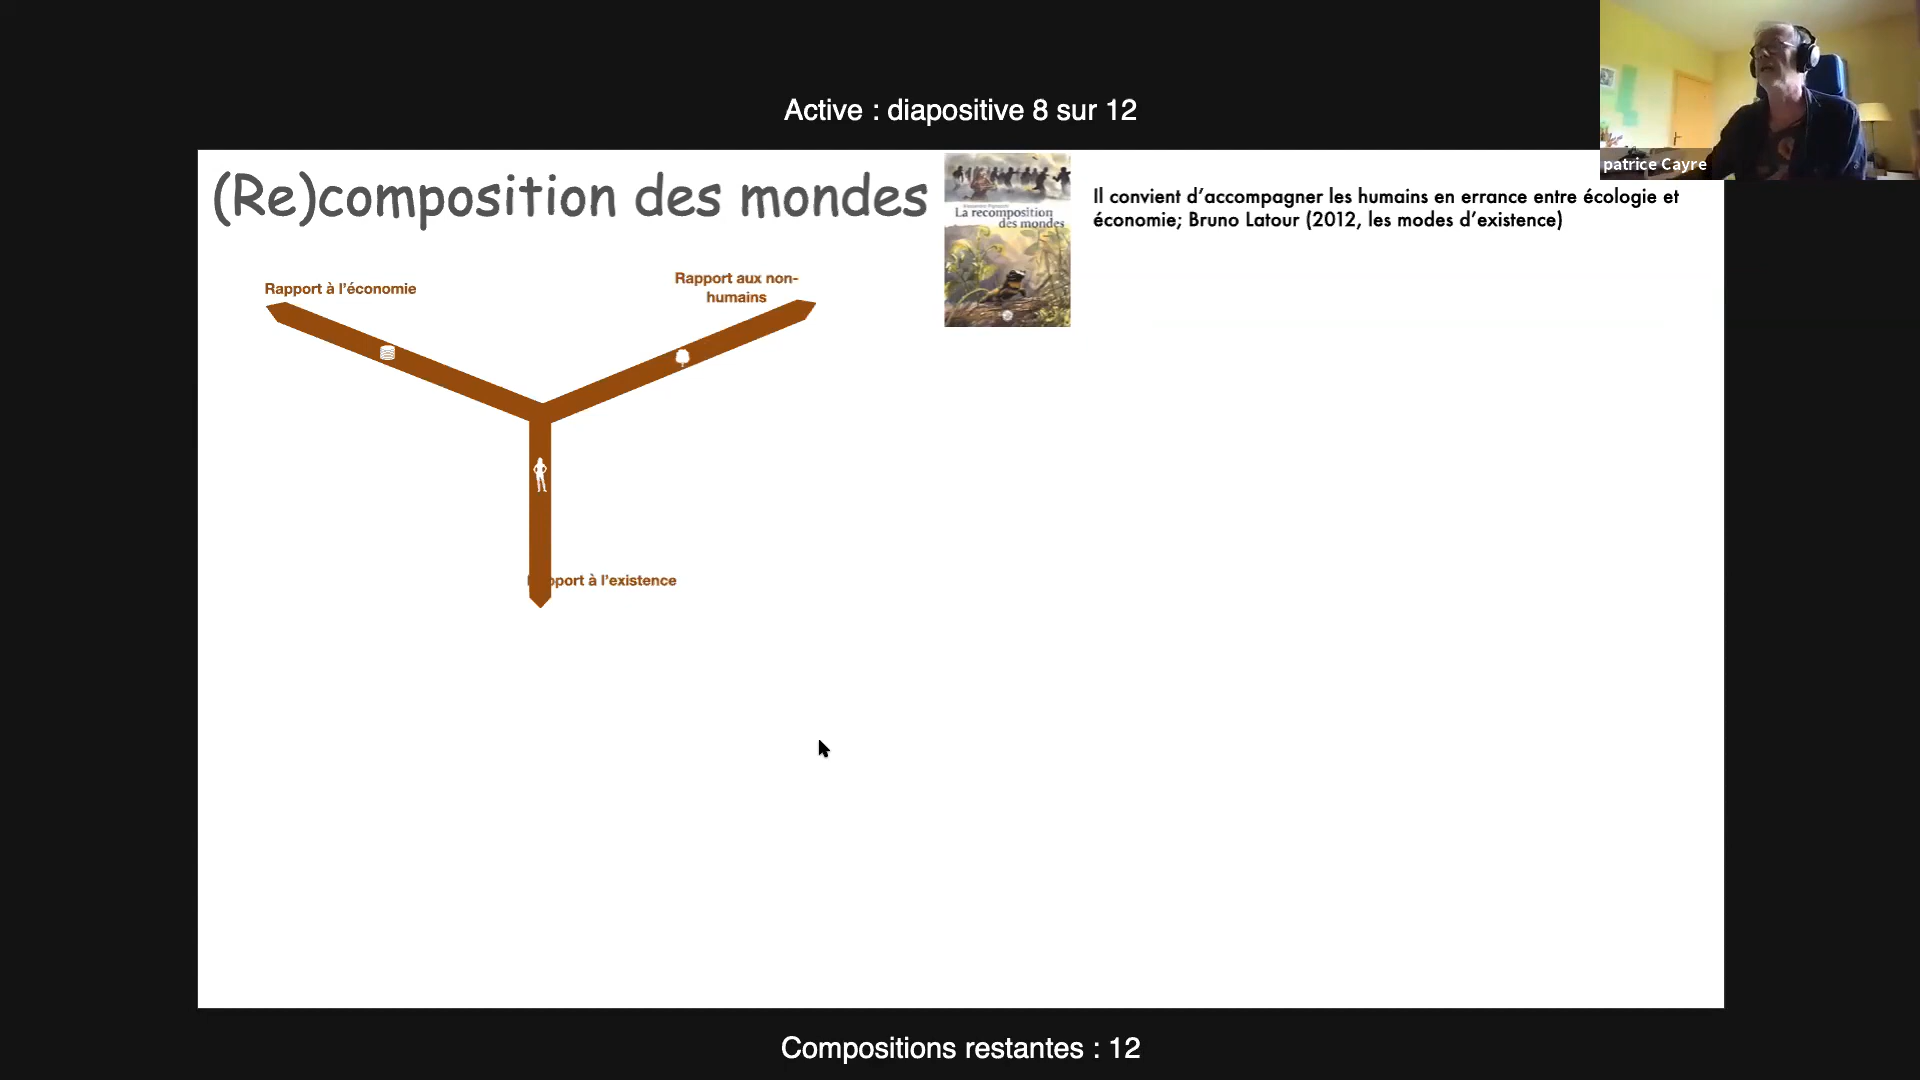 Active : diapositive 8 sur 12
patrice Cayre
(Re)composition des mondes
La recomposition
des mondes
Il convient d’accompagner les humains en errance entre écologie et
économie; Bruno Latour (2012, les modes d’existence)
Rapport à l’économie
Rapport aux non-
humains
à l’existence
Compositions restantes : 12